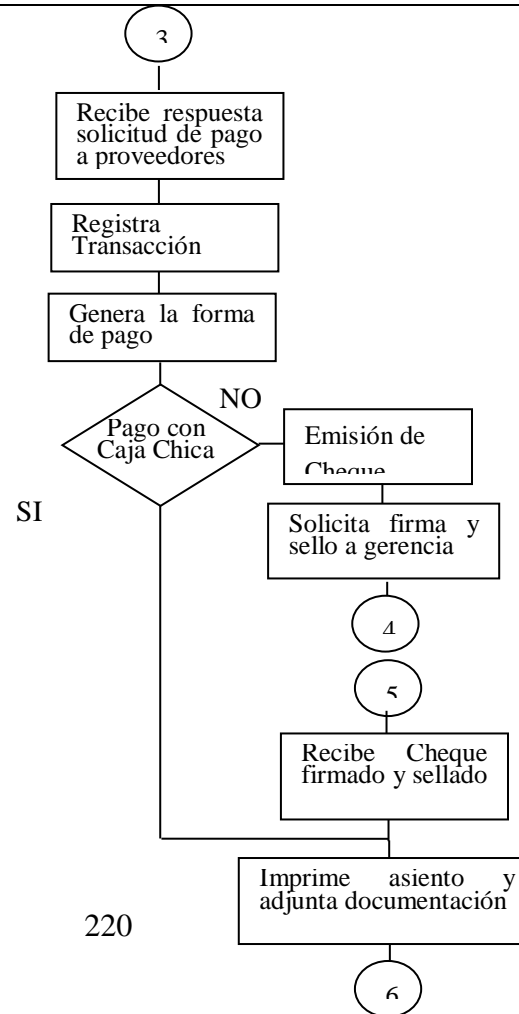 3
Recibe respuesta
solicitud de pago
a proveedores
Registra
Transacción
Genera la forma
de pago
NO
Pago con
Caja Chica
Emisión de
Cheque
SI
Solicita firma y
sello a gerencia
4
5
Recibe Cheque
firmado y sellado
Imprime asiento y
adjunta documentación
220
6